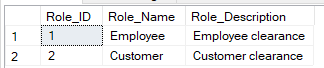 Role_ID Role_Name Role_Description
1 1 Employee Employee clearance
2 2 Customer Customer clearance